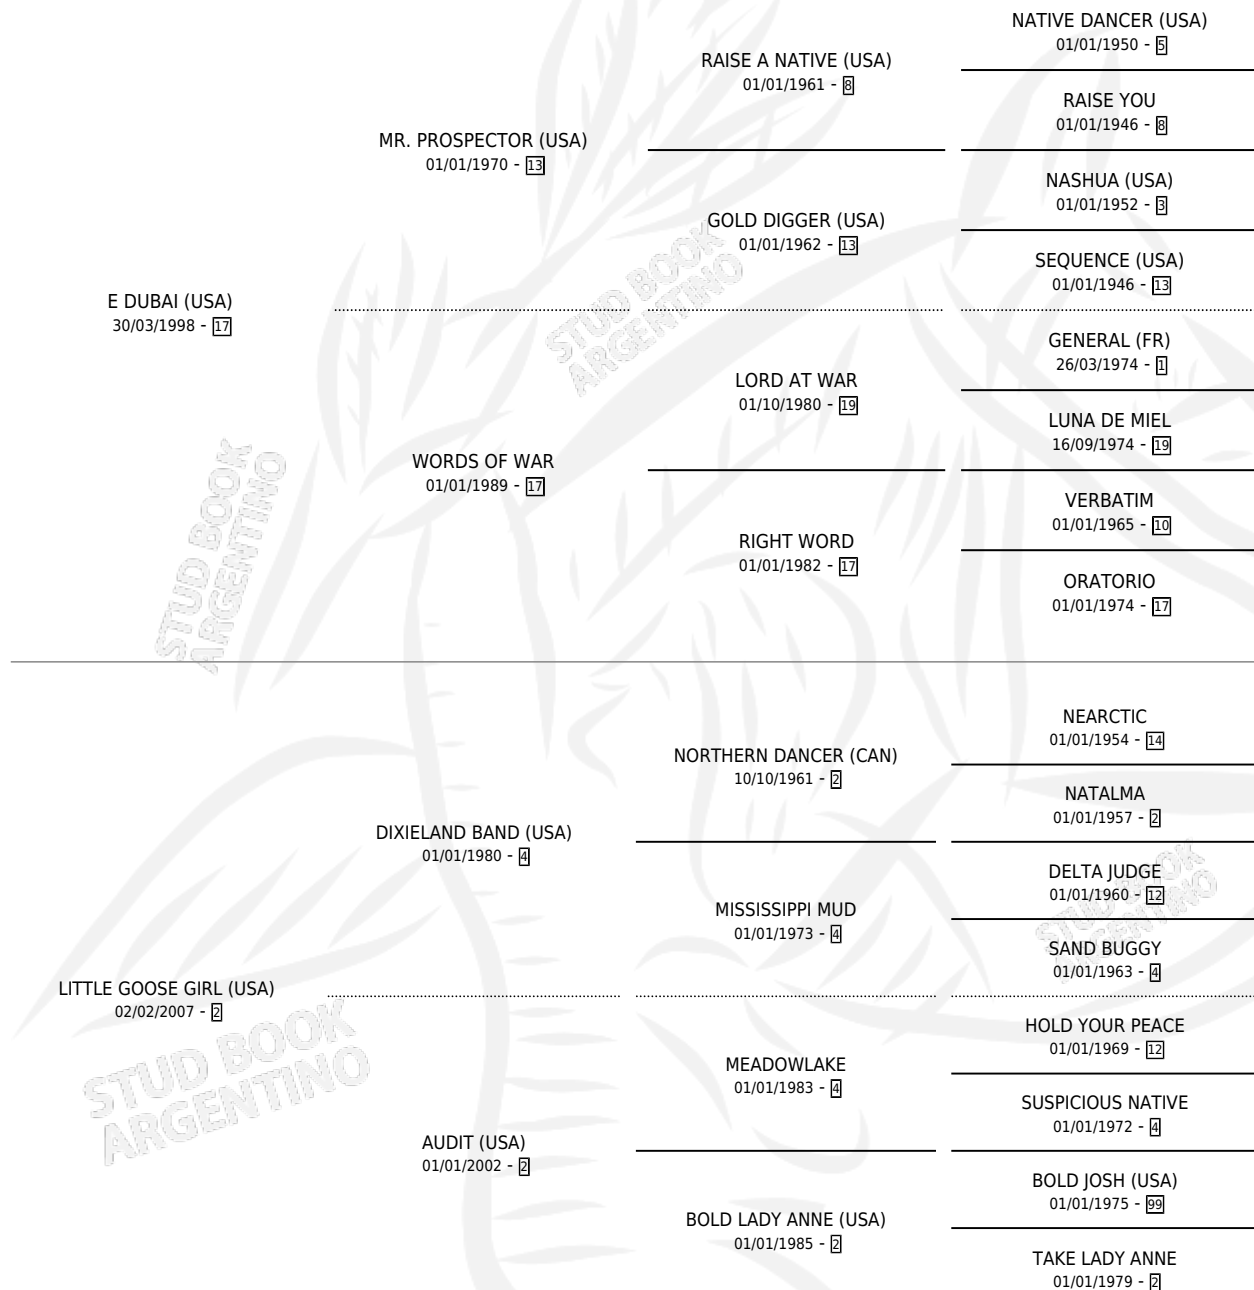 NATIVE DANCER (USA)
01/01/1950 - 5
RAISE A NATIVE (USA)
01/01/1961 - 8
RAISE YOU
01/01/1946 - 8
MR. PROSPECTOR (USA)
01/01/1970 - 13
NASHUA (USA)
01/01/1952 - 3
GOLD DIGGER (USA)
01/01/1962 - 13
SEQUENCE (USA)
01/01/1946 - 13
E DUBAI (USA)
30/03/1998 - 17
GENERAL (FR)
26/03/1974 - 1
LORD AT WAR
01/10/1980 - 19
LUNA DE MIEL
16/09/1974 - 19
WORDS OF WAR
01/01/1989 - 17
VERBATIM
01/01/1965 - 10
RIGHT WORD
01/01/1982 - 17
ORATORIO
01/01/1974 - 17
NEARCTIC
01/01/1954 - 14
NORTHERN DANCER (CAN)
10/10/1961 - 2
NATALMA
01/01/1957 - 2
DIXIELAND BAND (USA)
01/01/1980 - 4
DELTA JUDGE
01/01/1960 - 12
MISSISSIPPI MUD
01/01/1973 - 4
SAND BUGGY
01/01/1963 - 4
LITTLE GOOSE GIRL (USA)
02/02/2007 - 2
HOLD YOUR PEACE
01/01/1969 - 12
MEADOWLAKE
01/01/1983 - 4
SUSPICIOUS NATIVE
01/01/1972 - 4
AUDIT (USA)
01/01/2002 - 2
BOLD JOSH (USA)
01/01/1975 - 99
BOLD LADY ANNE (USA)
01/01/1985 - 2
TAKE LADY ANNE
01/01/1979 - 2
STUD BOOK
ARGENTINO
STUD BOOK
ARGENTINO
STUD BOOK
ARGENTINO
STUD BOOK
ARGENTINO